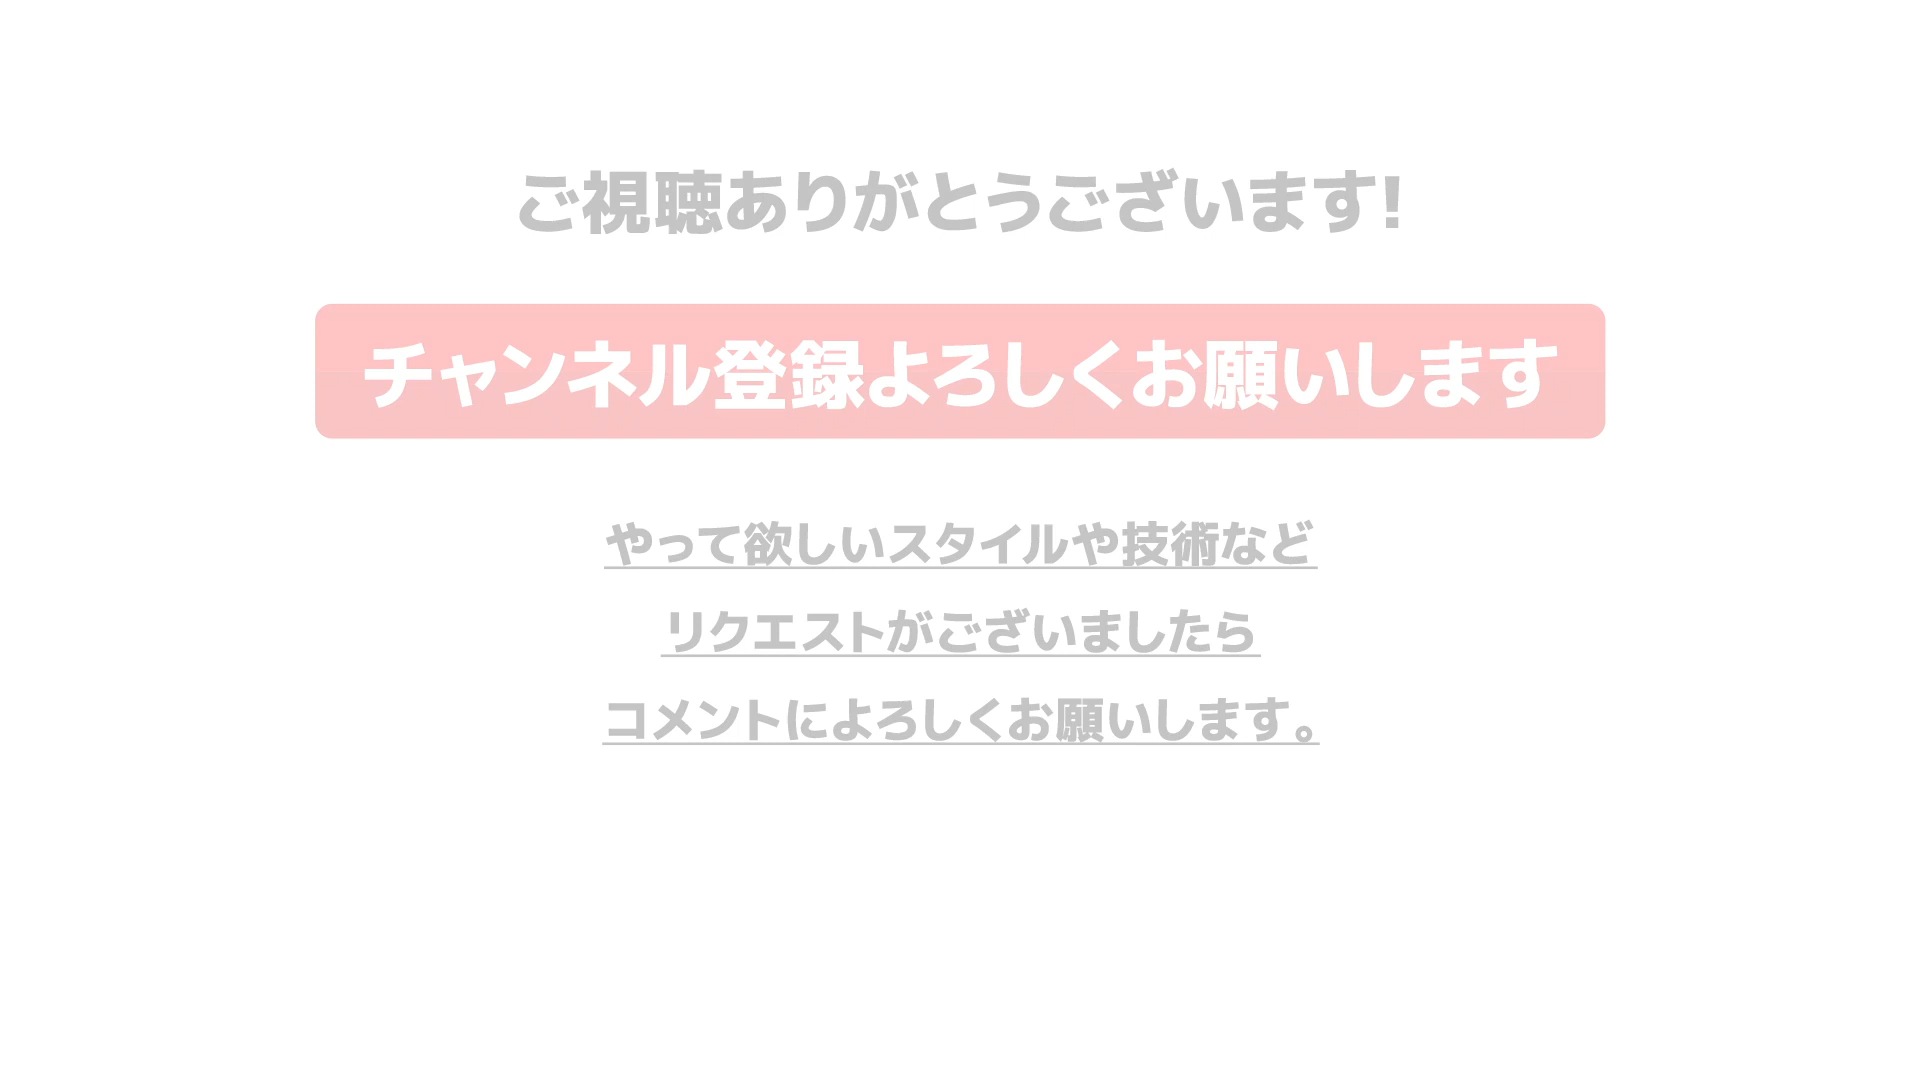 ご視聴ありがとうございます!
チャンネル登録よろしくお願いします
やって欲しいスタイルや技術など
リクエストがございましたら
コメントによろしくお願いします。